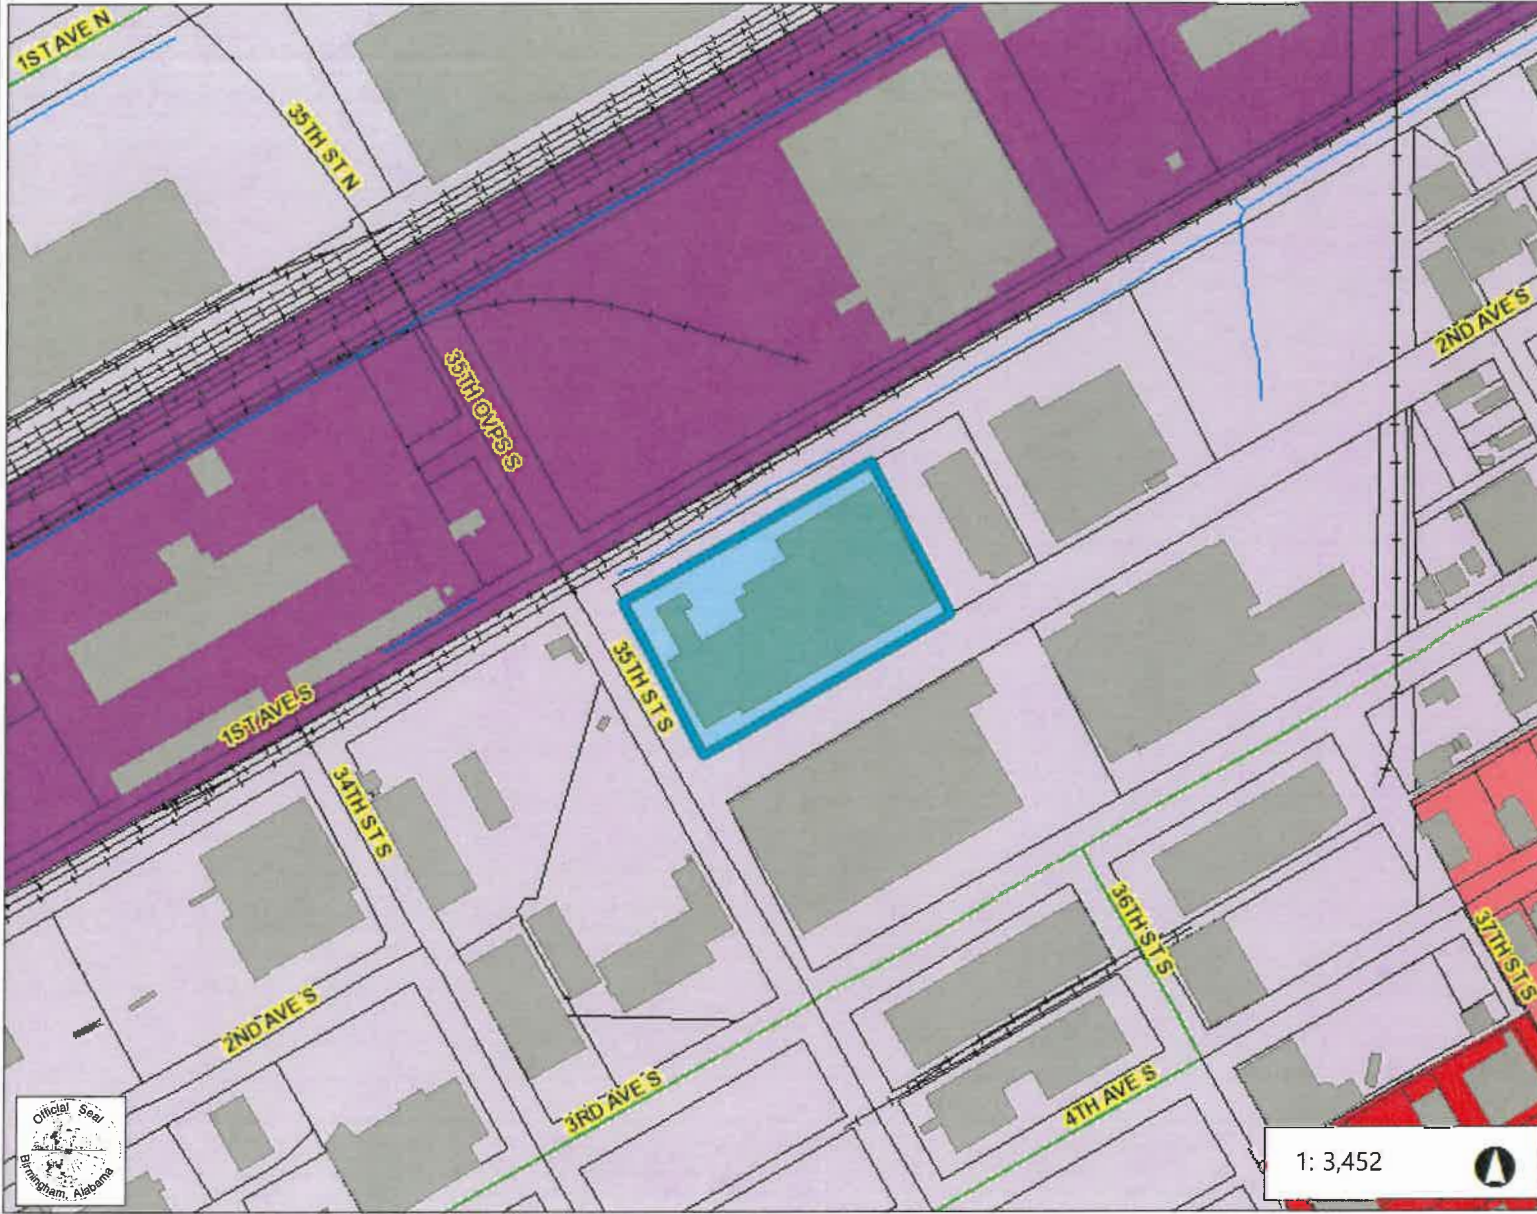 1ST AVE N
35TH ST N
35TH OVPS S
2ND AVE S
35TH ST S
1ST AVE S
34TH ST S
36TH ST S
37TH ST S
2ND AVE S
3RD AVE S
4TH AVE S
Official Seal
Birmingham, Alabama
1: 3,452